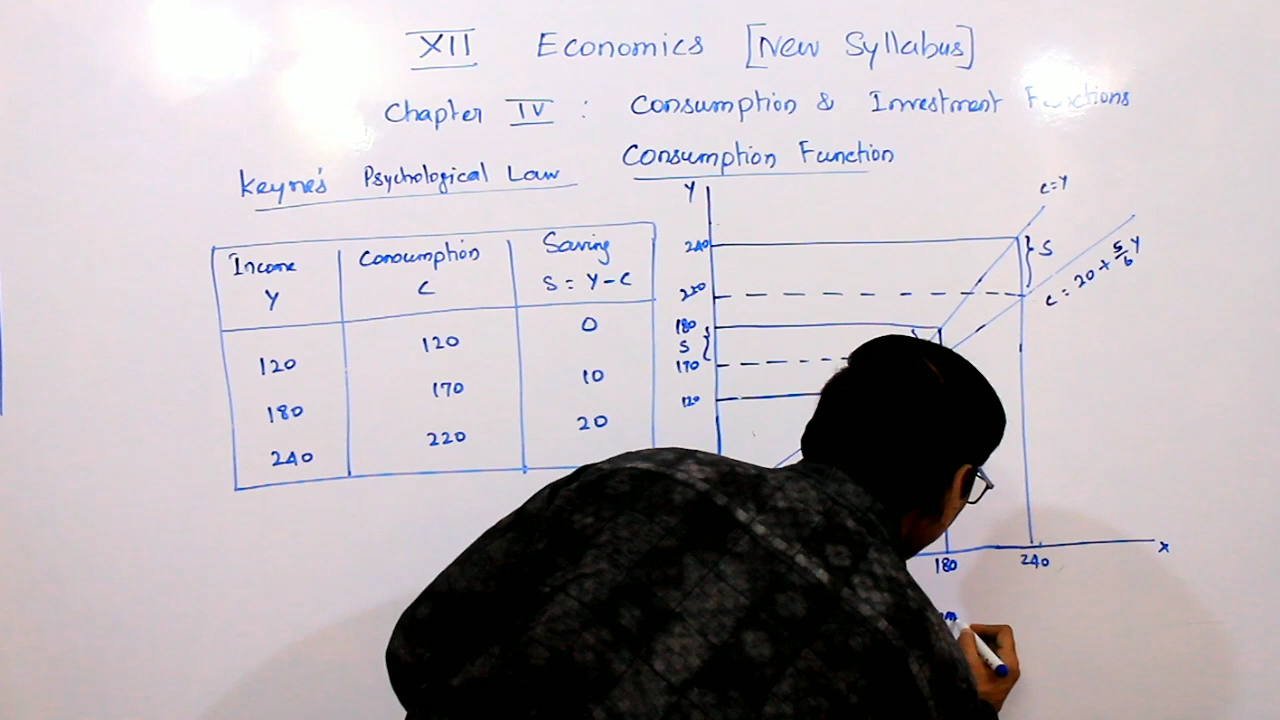 XII Economics [New Syllabus]
Chapter IV : Consumption & Investment Functions
Consumption Function
Keyne's Psychological Law
Income Consumption Saving
Y C S = Y - C
120 120 0
180 170 10
240 220 20
Y
240
220
180
S
170
120
C=Y
S
C = 20 + 5/6 Y
180 240 X